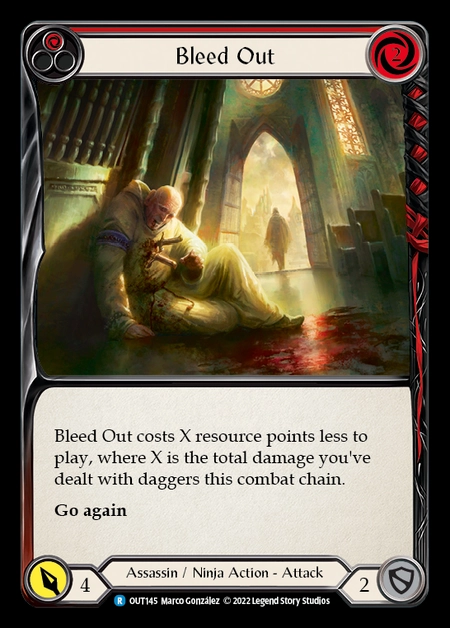 Bleed Out
2
Bleed Out costs X resource points less to
play, where X is the total damage you've
dealt with daggers this combat chain.
Go again
4
Assassin / Ninja Action - Attack
2
R OUT145 Marco González © 2022 Legend Story Studios